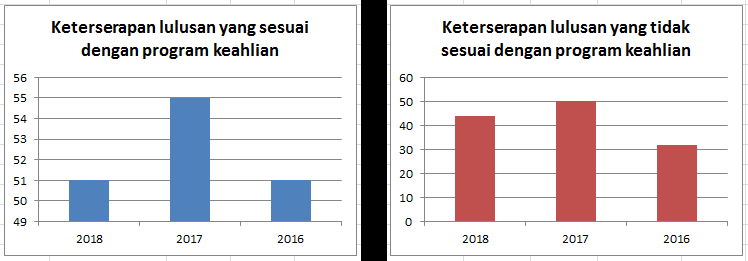 Keterserapan lulusan yang sesuai
dengan program keahlian
56
55
54
53
52
51
50
49
2018 2017 2016
Keterserapan lulusan yang tidak
sesuai dengan program keahlian
60
50
40
30
20
10
0
2018 2017 2016